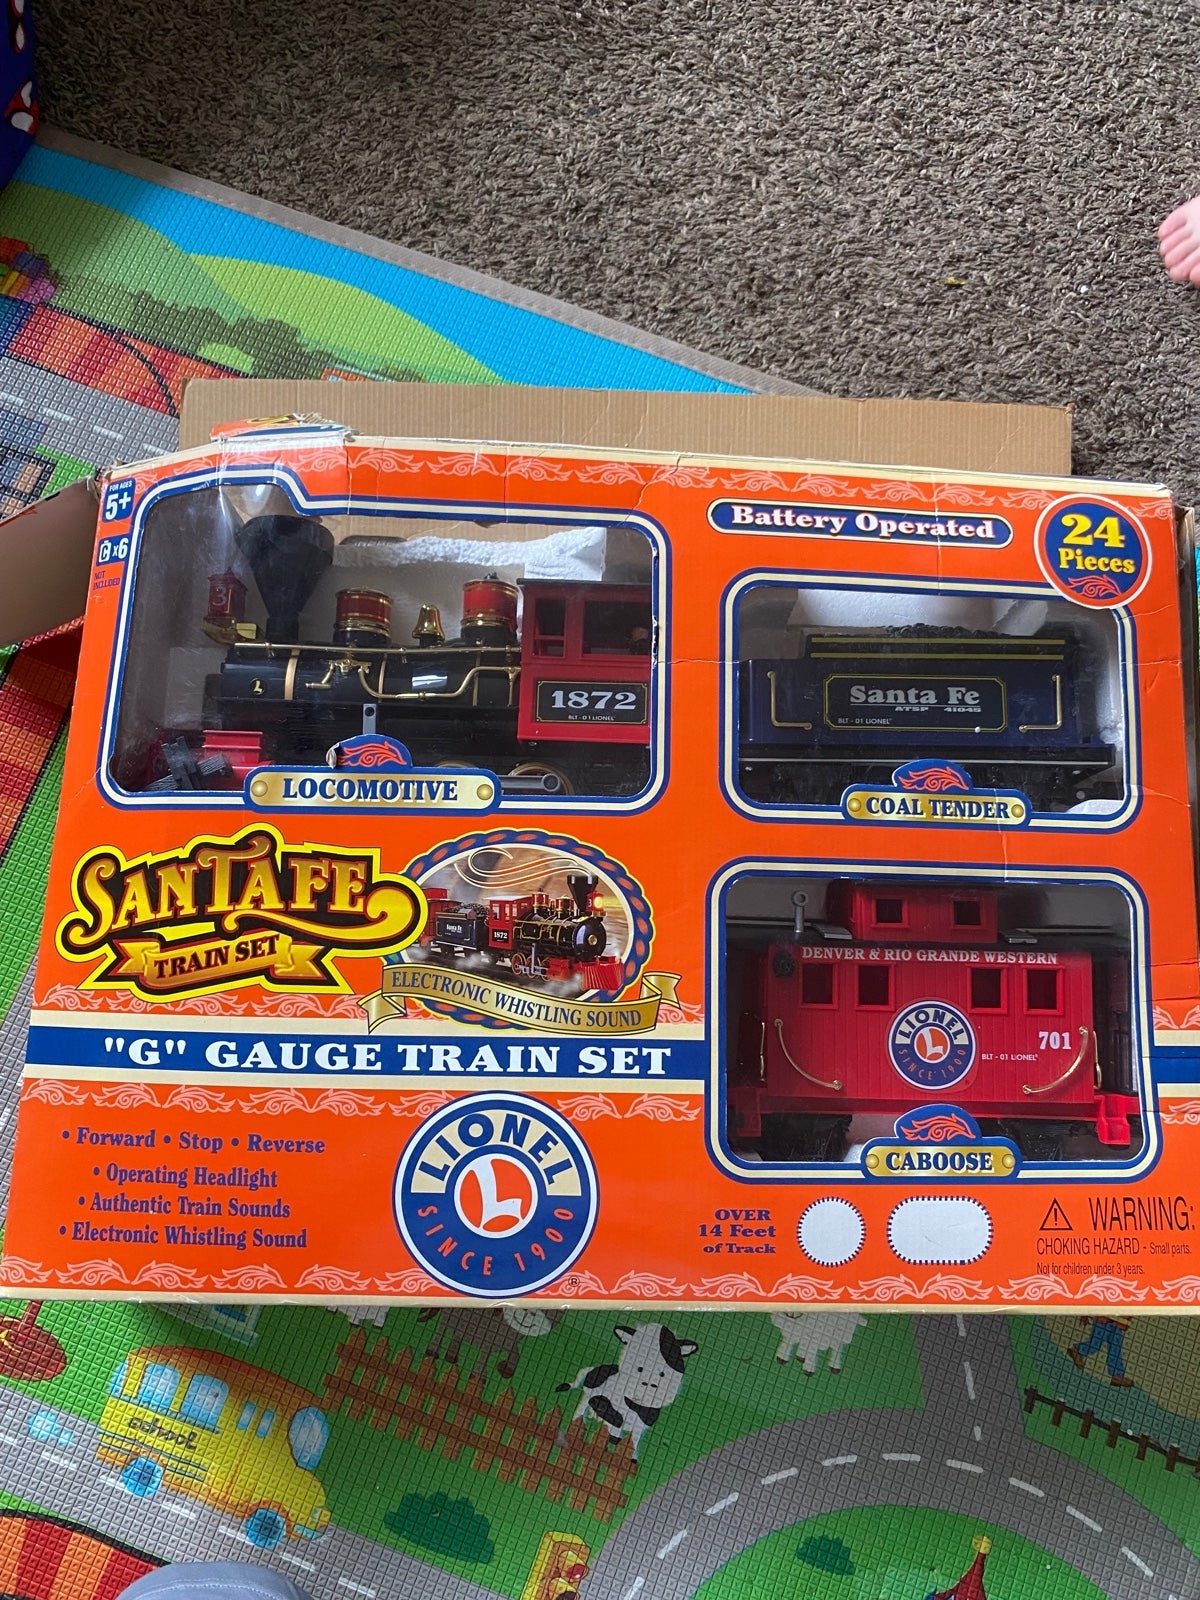 FOR AGES
5+
C x6
NOT
INCLUDED
Battery Operated
24
Pieces
3
L
1872
BLT - 01 LIONEL
LOCOMOTIVE
Santa Fe
ATSP 41045
BLT - 01 LIONEL
COAL TENDER
SANTA FE
TRAIN SET
Santa Fe
1872
ELECTRONIC WHISTLING SOUND
DENVER & RIO GRANDE WESTERN
LIONEL
L
SINCE 1900
701
BLT - 01 LIONEL
CABOOSE
"G" GAUGE TRAIN SET
• Forward • Stop • Reverse
• Operating Headlight
• Authentic Train Sounds
• Electronic Whistling Sound
LIONEL
L
SINCE 1900
®
OVER
14 Feet
of Track
WARNING:
CHOKING HAZARD - Small parts.
Not for children under 3 years.
school